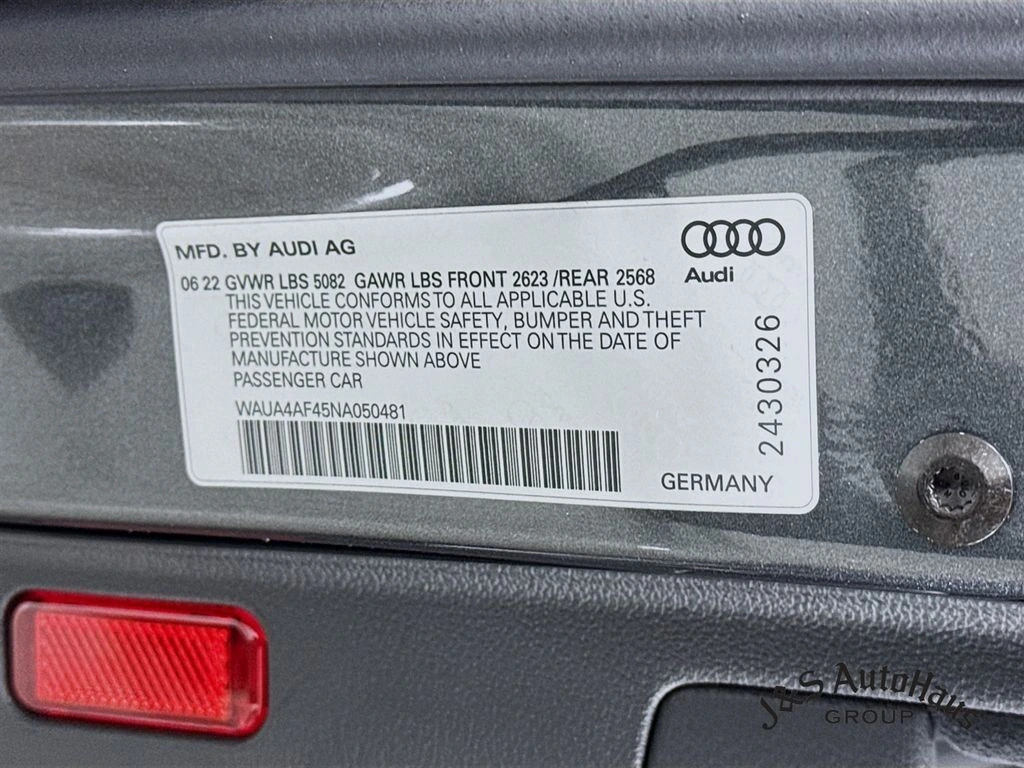 MFD. BY AUDI AG
Audi
06 22 GVWR LBS 5082 GAWR LBS FRONT 2623 /REAR 2568
THIS VEHICLE CONFORMS TO ALL APPLICABLE U.S.
FEDERAL MOTOR VEHICLE SAFETY, BUMPER AND THEFT
PREVENTION STANDARDS IN EFFECT ON THE DATE OF
MANUFACTURE SHOWN ABOVE
PASSENGER CAR
WAUA4AF45NA050481
2430326
GERMANY
J&S AutoHaus
GROUP